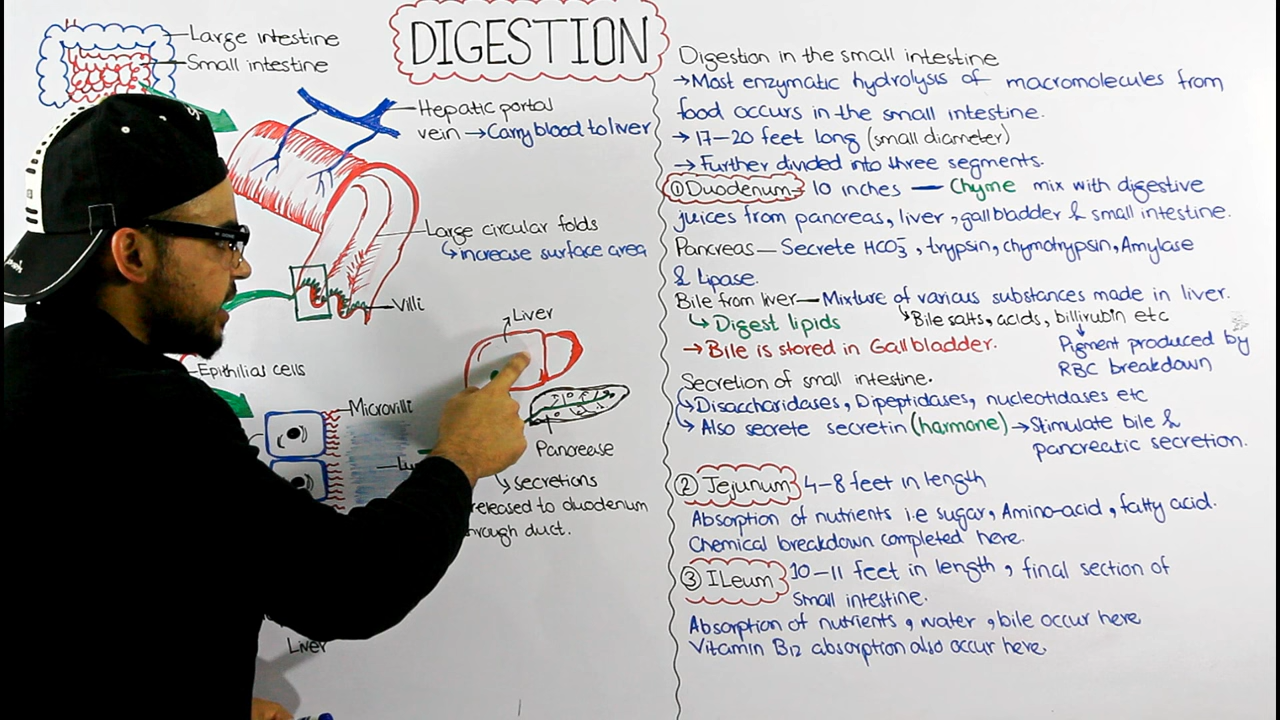 DIGESTION
Large intestine
Small intestine
Hepatic portal
vein → Carry blood to liver
Large circular folds
↳ increase surface area
Villi
Liver
Epithilial cells
Microvilli
Pancrease
↳ secretions
released to duodenum
through duct.
Liver
Digestion in the small intestine
→ Most enzymatic hydrolysis of macromolecules from
food occurs in the small intestine.
→ 17-20 feet long (small diameter)
→ Further divided into three segments.
① Duodenum 10 inches — Chyme mix with digestive
juices from pancreas, liver, gallbladder & small intestine.
Pancreas — Secrete HCO₃⁻, trypsin, chymotrypsin, Amylase
& Lipase.
Bile from liver — Mixture of various substances made in liver.
↳ Digest lipids ↳ Bile salts, acids, billirubin etc
→ Bile is stored in Gallbladder.
↓ Pigment produced by
RBC breakdown
Secretion of small intestine.
↳ Disaccharidases, Dipeptidases, nucleotidases etc
↳ Also secrete secretin (harmone) → Stimulate bile &
pancreatic secretion.
② Jejunum 4-8 feet in length
Absorption of nutrients i.e sugar, Amino-acid, fatty acid.
Chemical breakdown completed here.
③ ILeum 10-11 feet in length, final section of
small intestine.
Absorption of nutrients, water, bile occur here
Vitamin B₁₂ absorption also occur here.